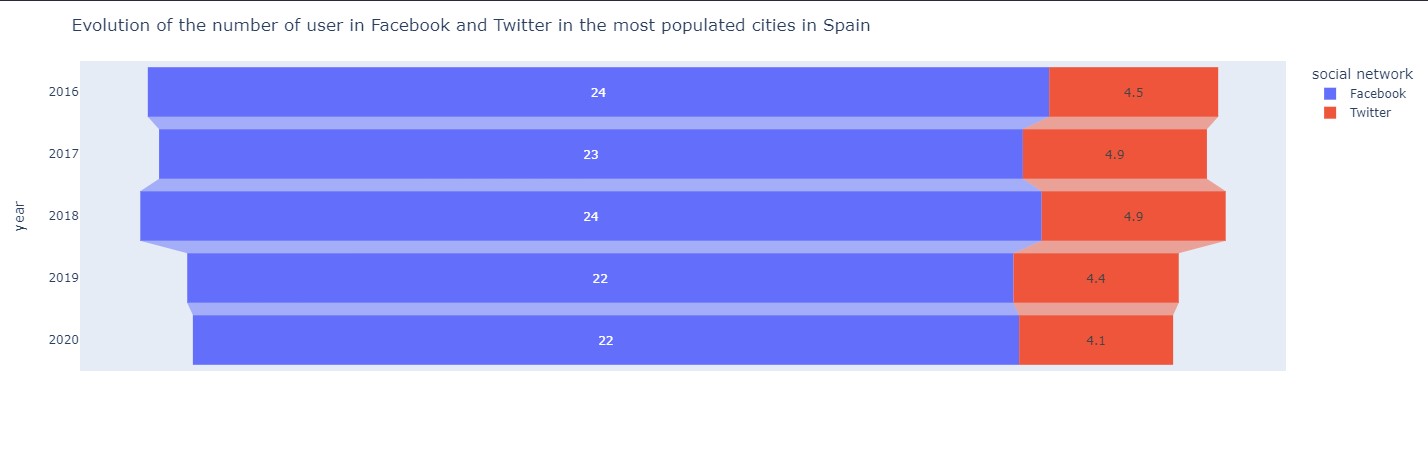 Evolution of the number of user in Facebook and Twitter in the most populated cities in Spain
social network
Facebook
Twitter
year
2016 24 4.5
2017 23 4.9
2018 24 4.9
2019 22 4.4
2020 22 4.1